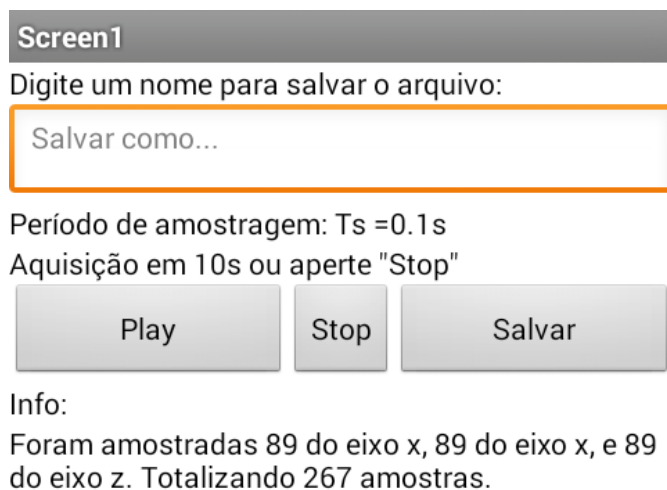 Screen1
Digite um nome para salvar o arquivo:
Salvar como...
Período de amostragem: Ts =0.1s
Aquisição em 10s ou aperte "Stop"
Play Stop Salvar
Info:
Foram amostradas 89 do eixo x, 89 do eixo x, e 89
do eixo z. Totalizando 267 amostras.